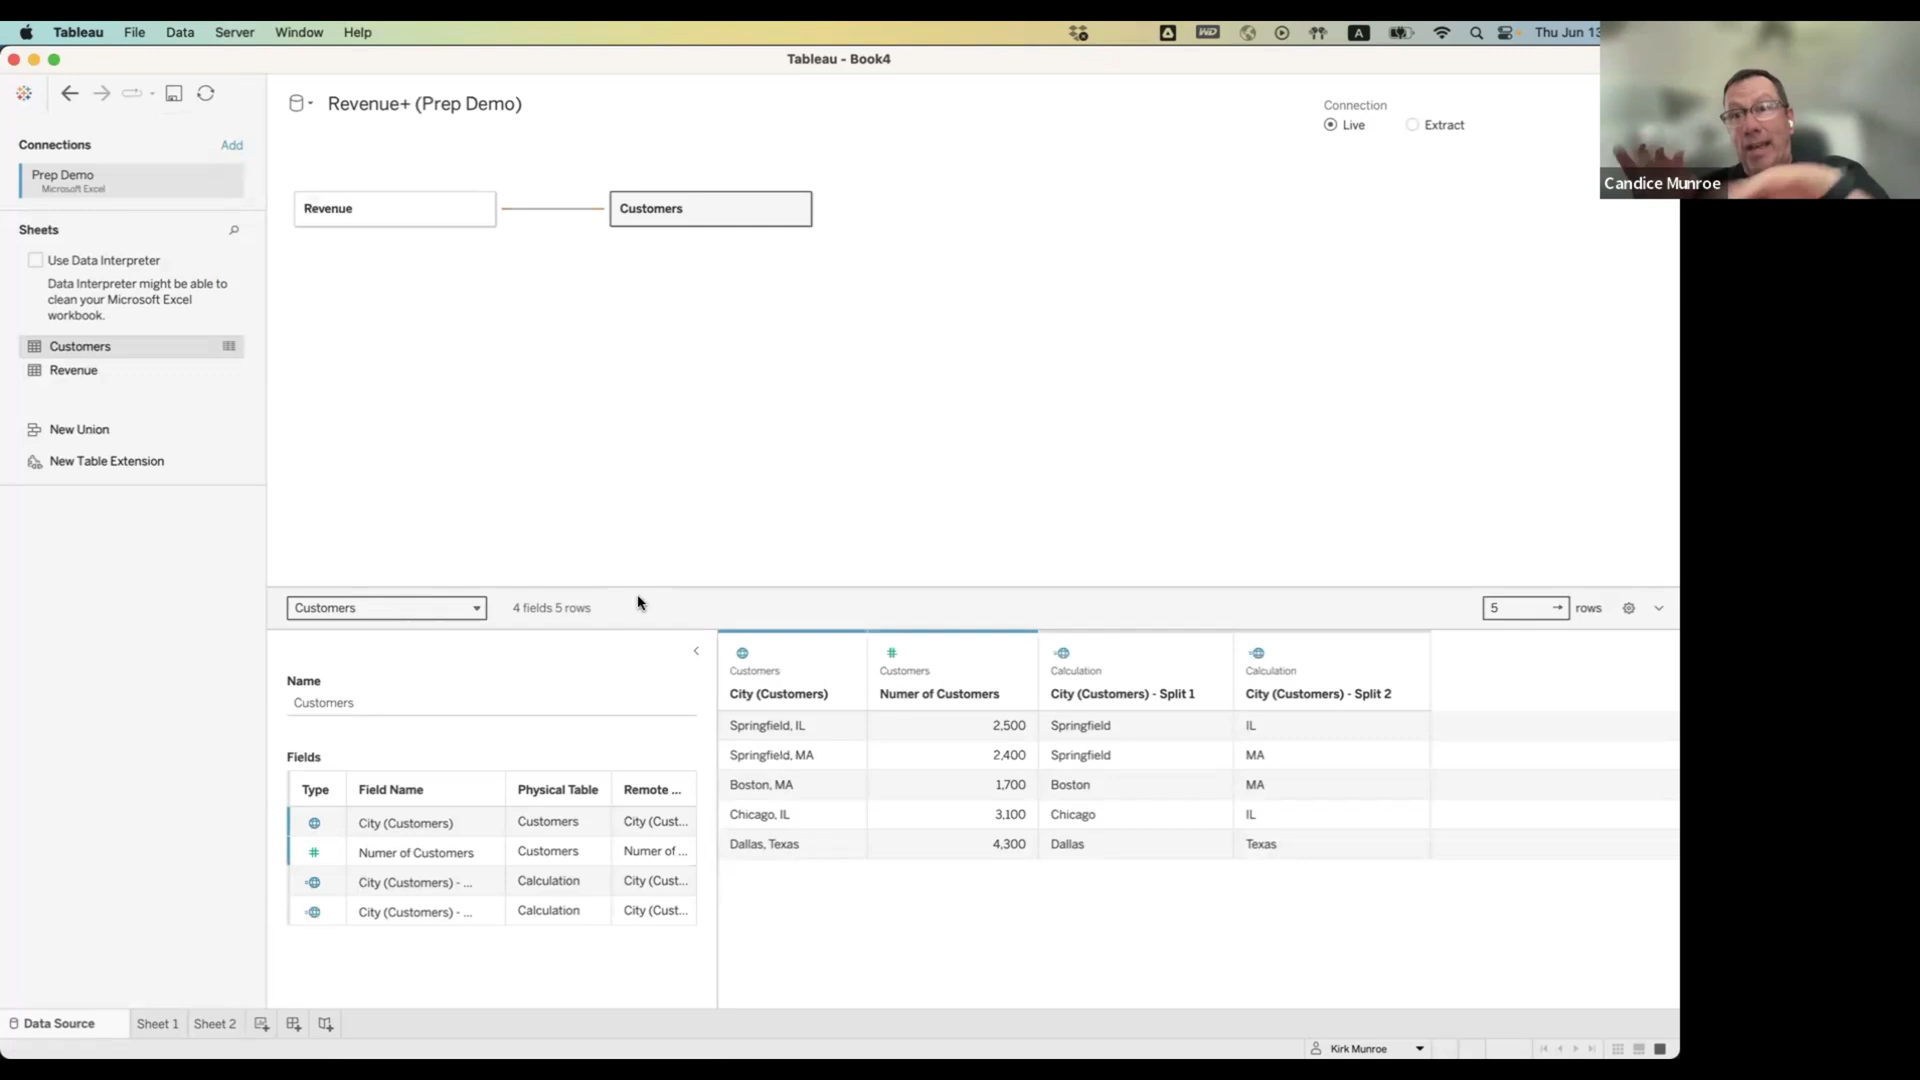 Tableau File Data Server Window Help
WD A Thu Jun 13
Tableau - Book4
Candice Munroe
Revenue+ (Prep Demo)
Connection
Live Extract
Connections Add
Prep Demo
Microsoft Excel
Revenue Customers
Sheets
Use Data Interpreter
Data Interpreter might be able to
clean your Microsoft Excel
workbook.
Customers
Revenue
New Union
New Table Extension
Customers 4 fields 5 rows 5 rows
Name
Customers
Fields
Type Field Name Physical Table Remote ...
City (Customers) Customers City (Cust...
Numer of Customers Customers Numer of ...
City (Customers) - ... Calculation City (Cust...
City (Customers) - ... Calculation City (Cust...
Customers Customers Calculation Calculation
City (Customers) Numer of Customers City (Customers) - Split 1 City (Customers) - Split 2
Springfield, IL 2,500 Springfield IL
Springfield, MA 2,400 Springfield MA
Boston, MA 1,700 Boston MA
Chicago, IL 3,100 Chicago IL
Dallas, Texas 4,300 Dallas Texas
Data Source Sheet 1 Sheet 2
Kirk Munroe